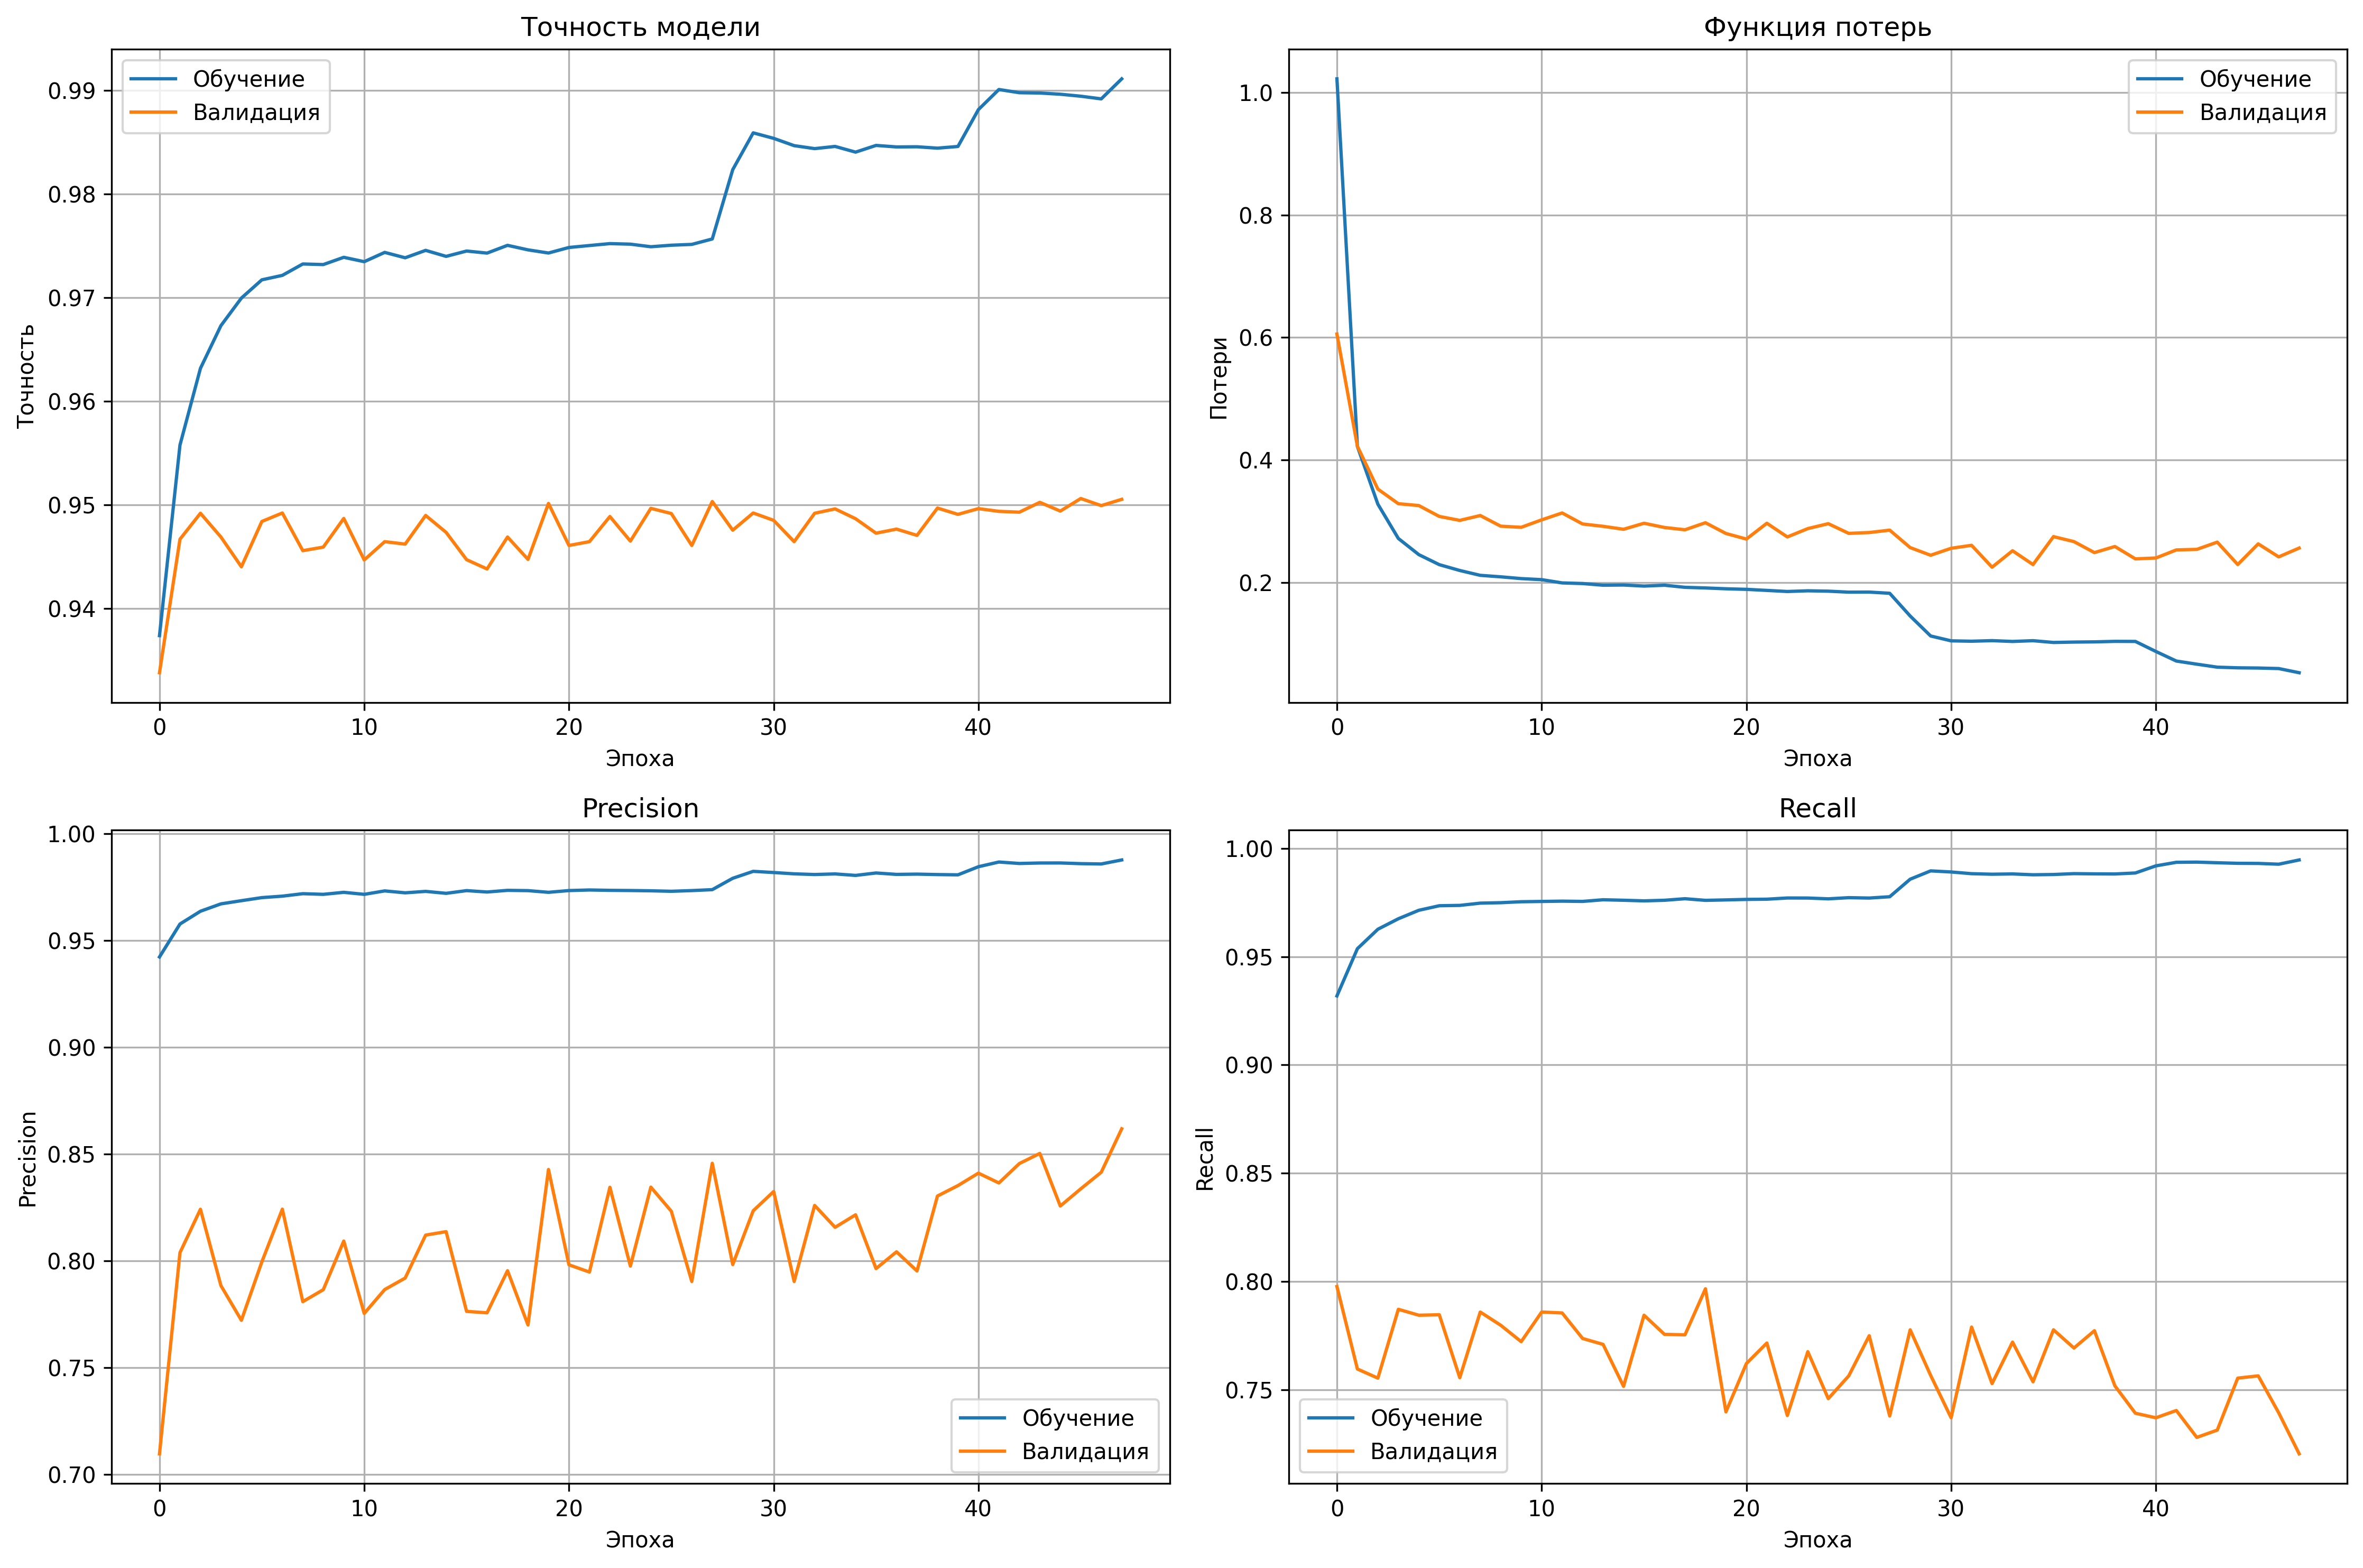 Точность модели
Точность
0.99
0.98
0.97
0.96
0.95
0.94
Обучение
Валидация
0 10 20 30 40
Эпоха
Функция потерь
Потери
1.0
0.8
0.6
0.4
0.2
Обучение
Валидация
0 10 20 30 40
Эпоха
Precision
Precision
1.00
0.95
0.90
0.85
0.80
0.75
0.70
Обучение
Валидация
0 10 20 30 40
Эпоха
Recall
Recall
1.00
0.95
0.90
0.85
0.80
0.75
Обучение
Валидация
0 10 20 30 40
Эпоха